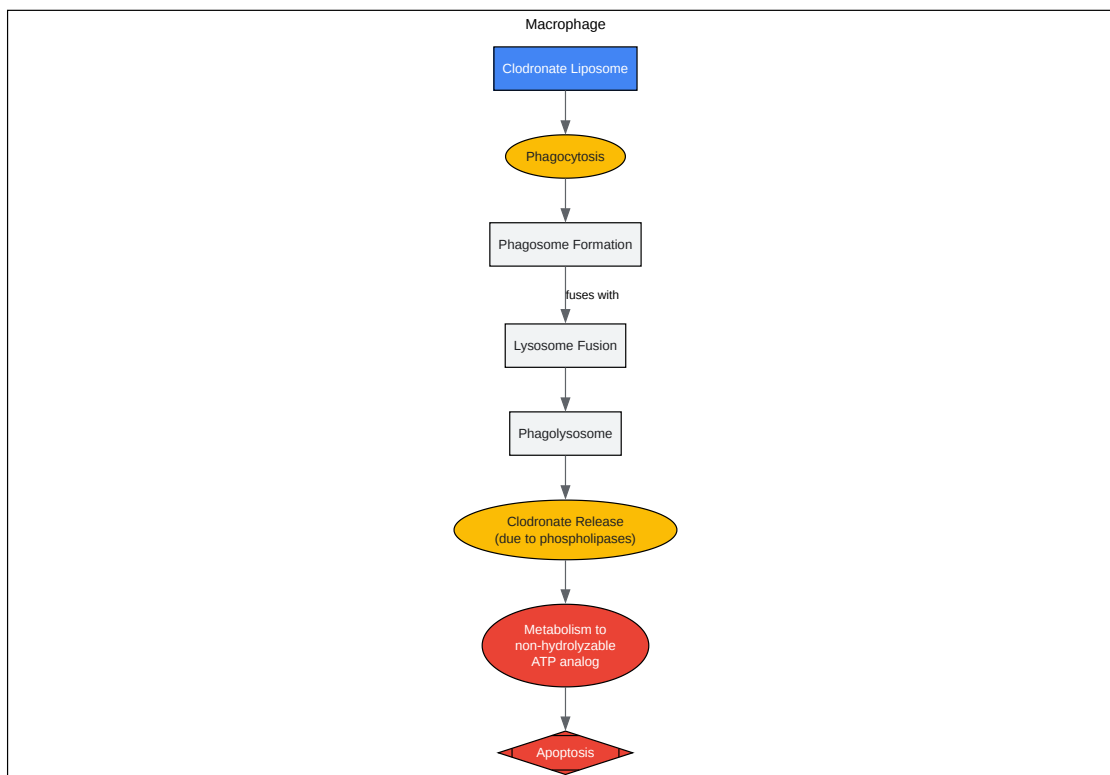 Macrophage
Clodronate Liposome
Phagocytosis
Phagosome Formation
fuses with
Lysosome Fusion
Phagolysosome
Clodronate Release
(due to phospholipases)
Metabolism to
non-hydrolyzable
ATP analog
Apoptosis